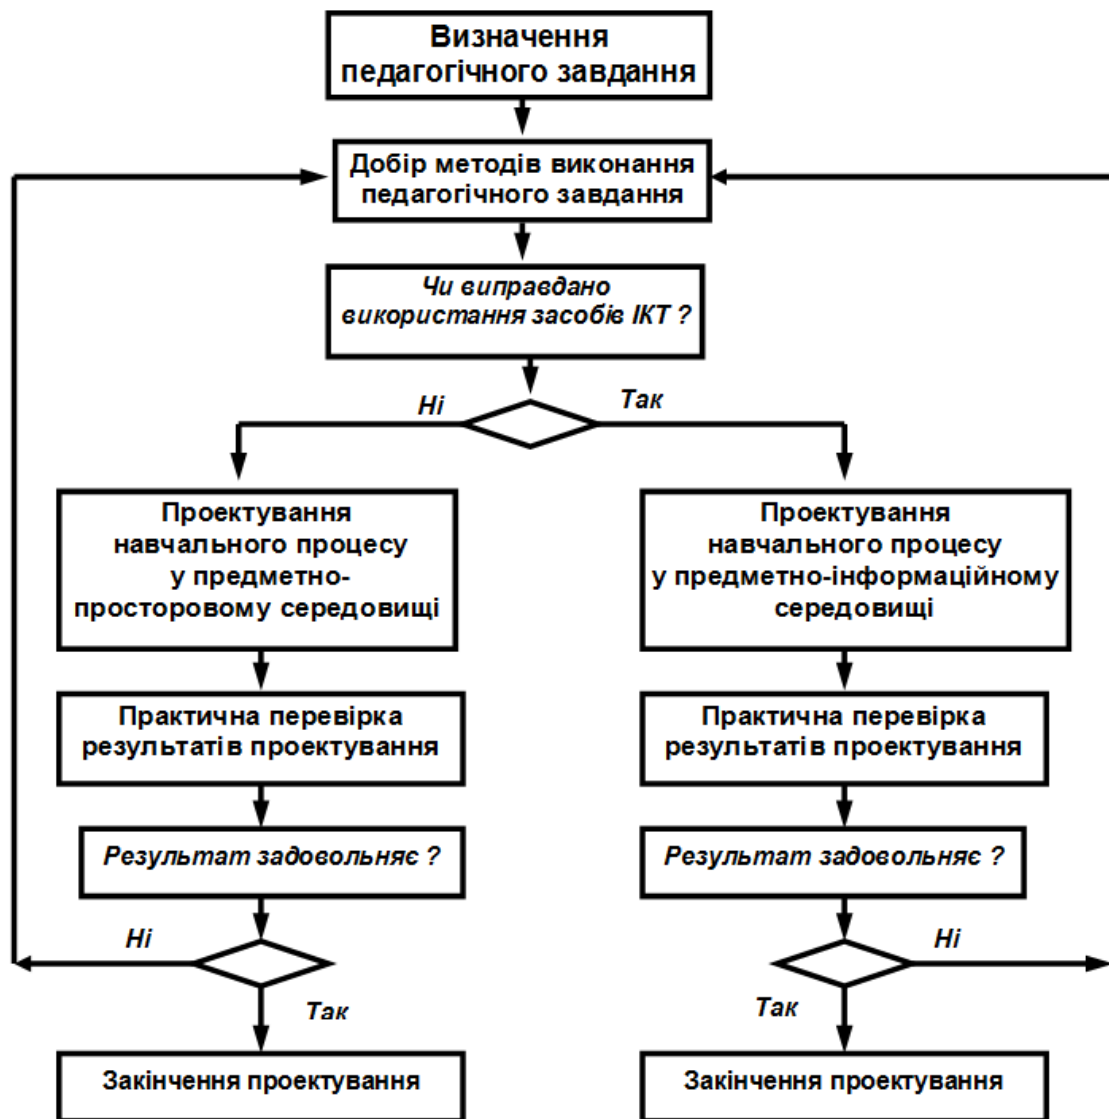 Визначення
педагогічного завдання
Добір методів виконання
педагогічного завдання
Чи виправдано
використання засобів ІКТ ?
Ні
Так
Проектування
навчального процесу
у предметно-
просторовому середовищі
Проектування
навчального процесу
у предметно-інформаційному
середовищі
Практична перевірка
результатів проектування
Практична перевірка
результатів проектування
Результат задовольняє ?
Результат задовольняє ?
Ні
Ні
Так
Так
Закінчення проектування
Закінчення проектування